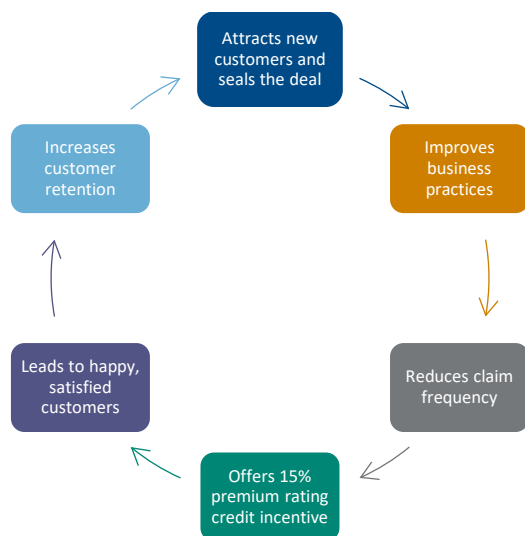 Attracts new
customers and
seals the deal
Improves
business
practices
Reduces claim
frequency
Offers 15%
premium rating
credit incentive
Leads to happy,
satisfied
customers
Increases
customer
retention